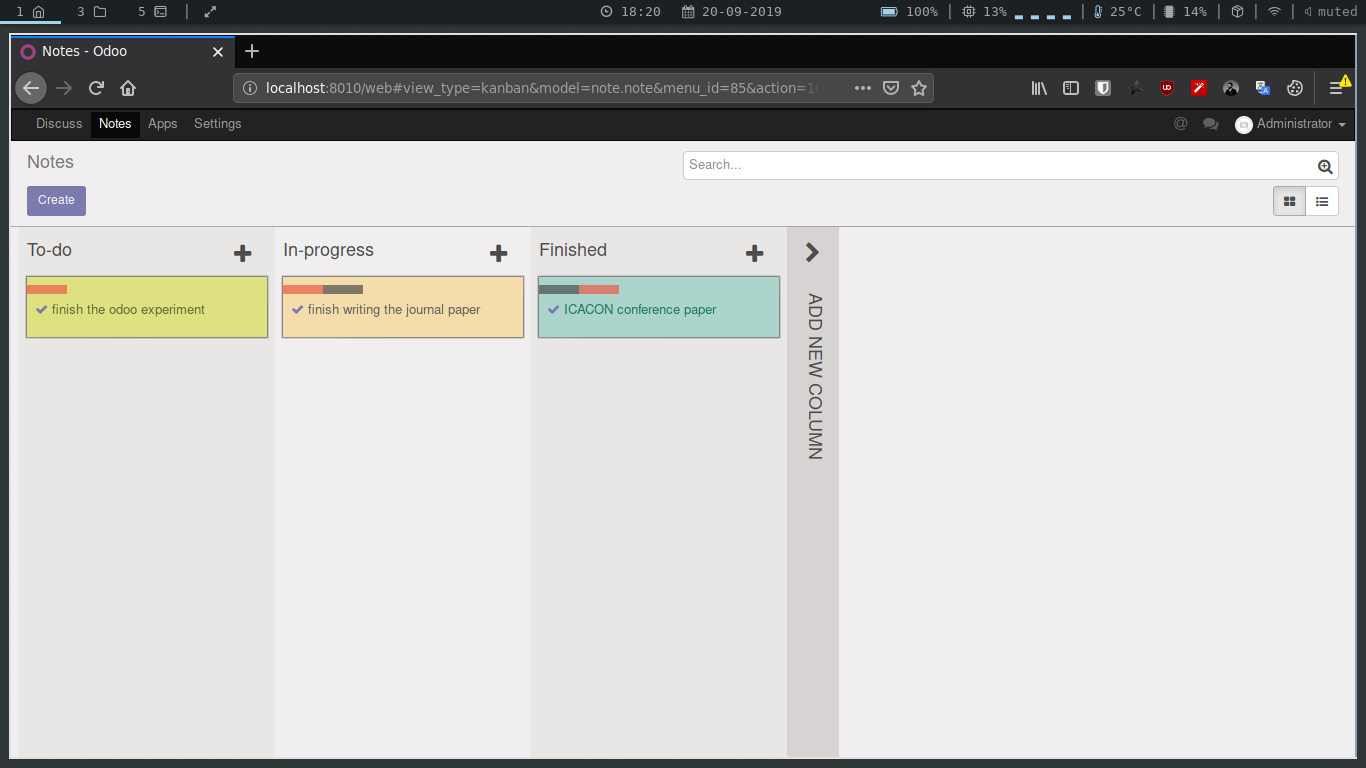 1 3 5 18:20 20-09-2019 100% 13% 25°C 14% muted
Notes - Odoo
localhost:8010/web#view_type=kanban&model=note.note&menu_id=85&action=1
Discuss Notes Apps Settings @ Administrator
Notes Search...
Create
To-do In-progress Finished
finish the odoo experiment finish writing the journal paper ICACON conference paper
ADD NEW COLUMN